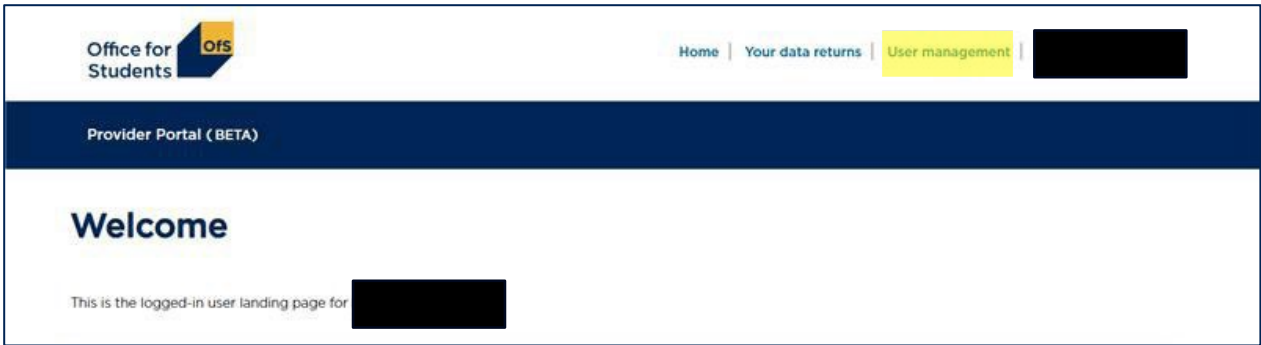 Office for
Students
OfS
Home | Your data returns | User management |
Provider Portal (BETA)
Welcome
This is the logged-in user landing page for